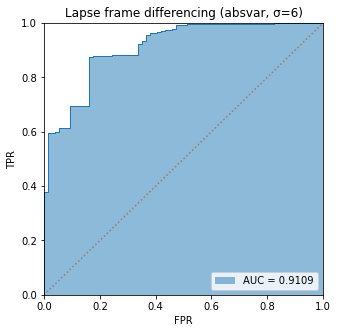 Lapse frame differencing (absvar, σ=6)
1.0
0.8
0.6
0.4
0.2
0.0
TPR
AUC = 0.9109
0.0 0.2 0.4 0.6 0.8 1.0
FPR